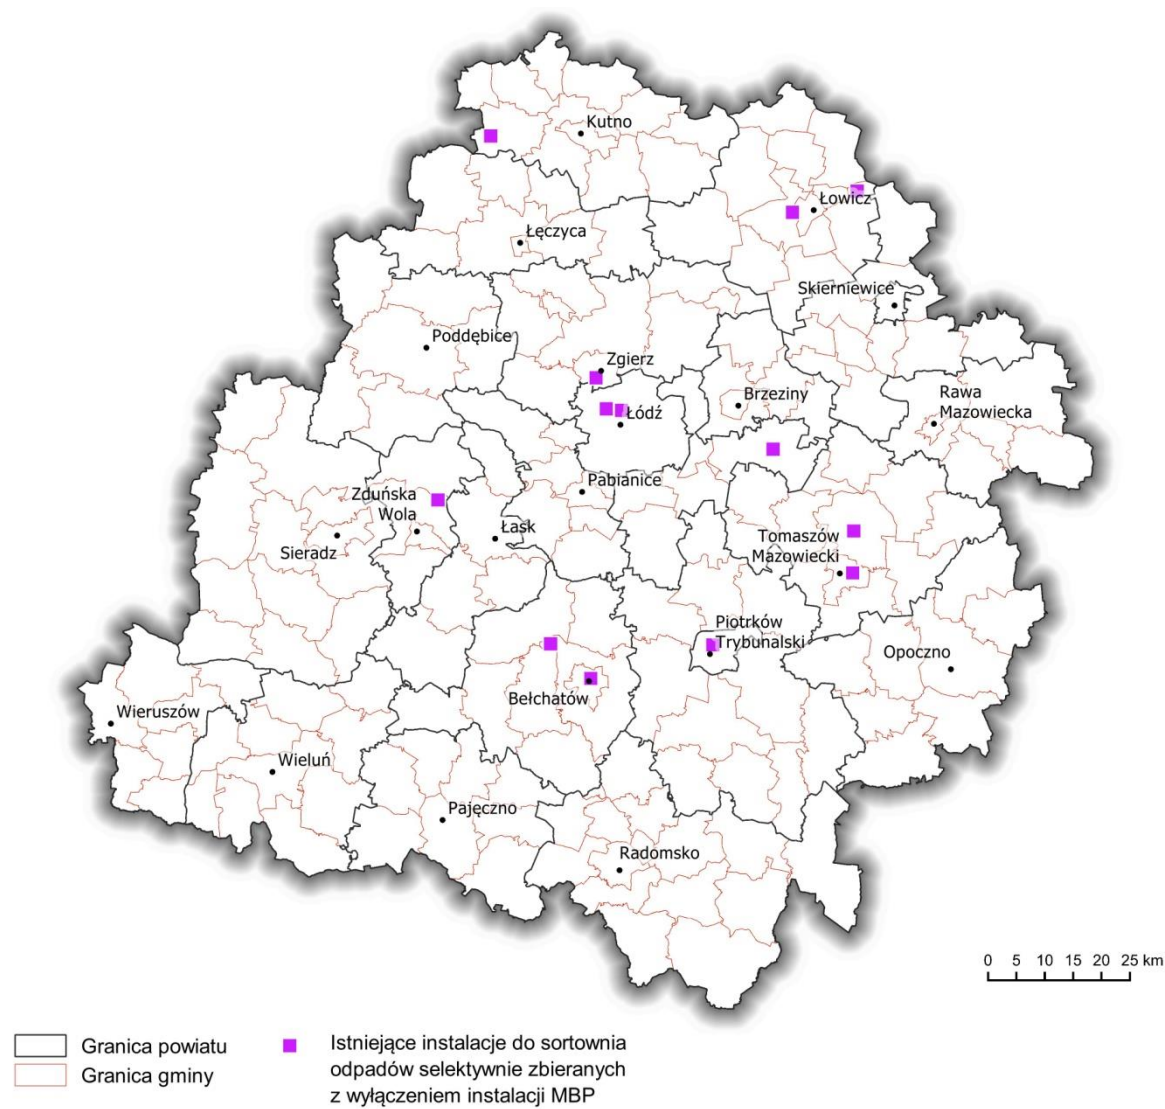 Kutno
Łowicz
Łęczyca
Skierniewice
Poddębice
Zgierz
Brzeziny
Rawa
Mazowiecka
Łódź
Pabianice
Zduńska
Wola
Łask
Sieradz
Tomaszów
Mazowiecki
Piotrków
Trybunalski
Opoczno
Bełchatów
Wieruszów
Wieluń
Pajęczno
Radomsko
0 5 10 15 20 25 km
Granica powiatu
Granica gminy
Istniejące instalacje do sortownia
odpadów selektywnie zbieranych
z wyłączeniem instalacji MBP